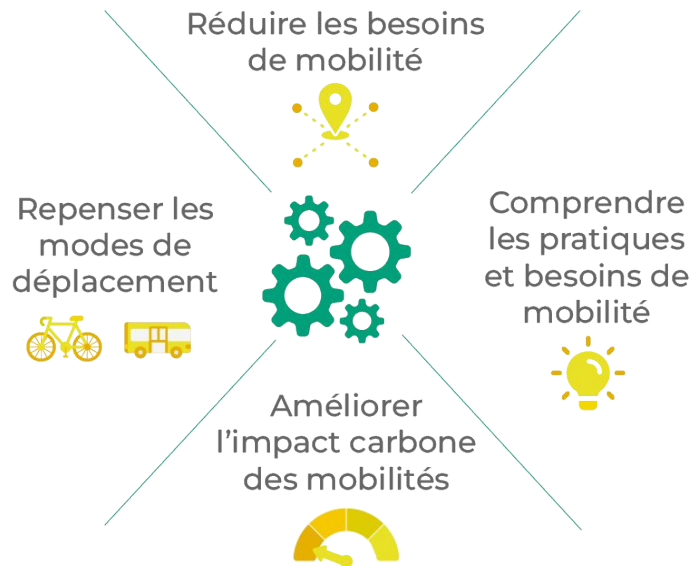 Réduire les besoins
de mobilité
Repenser les
modes de
déplacement
Comprendre
les pratiques
et besoins de
mobilité
Améliorer
l'impact carbone
des mobilités